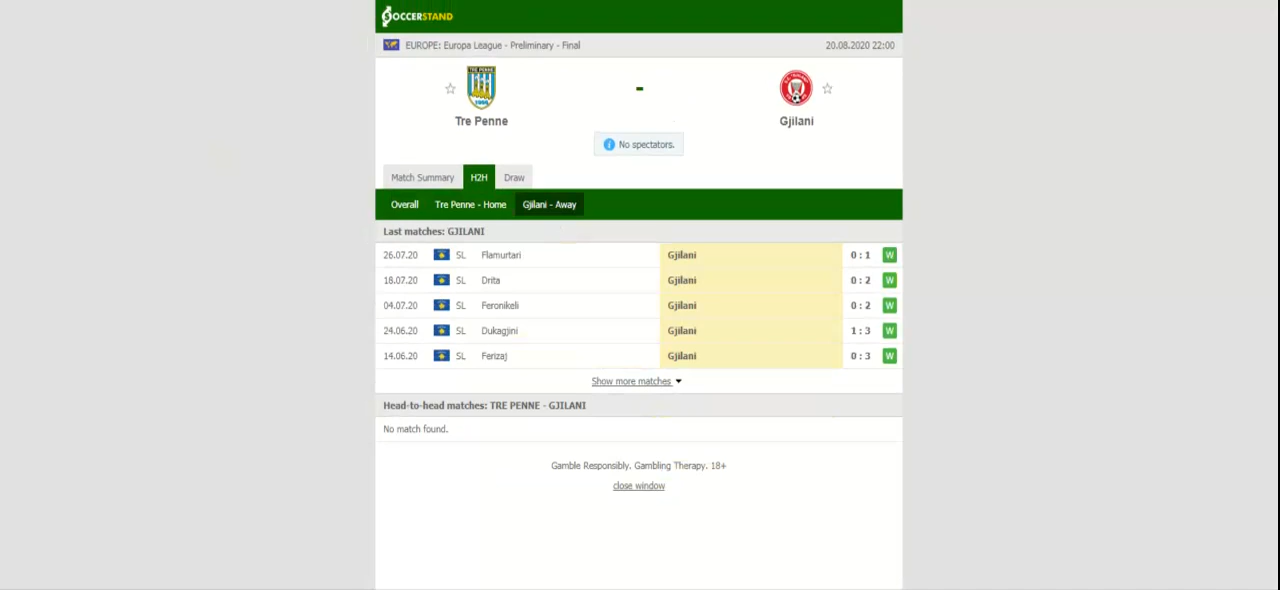 SOCCERSTAND
EUROPE: Europa League - Preliminary - Final 20.08.2020 22:00
TRE PENNE
Tre Penne - Gjilani
No spectators.
Match Summary H2H Draw
Overall Tre Penne - Home Gjilani - Away
Last matches: GJILANI
26.07.20 SL Flamurtari Gjilani 0 : 1 W
18.07.20 SL Drita Gjilani 0 : 2 W
04.07.20 SL Feronikeli Gjilani 0 : 2 W
24.06.20 SL Dukagjini Gjilani 1 : 3 W
14.06.20 SL Ferizaj Gjilani 0 : 3 W
Show more matches
Head-to-head matches: TRE PENNE - GJILANI
No match found.
Gamble Responsibly. Gambling Therapy. 18+
close window